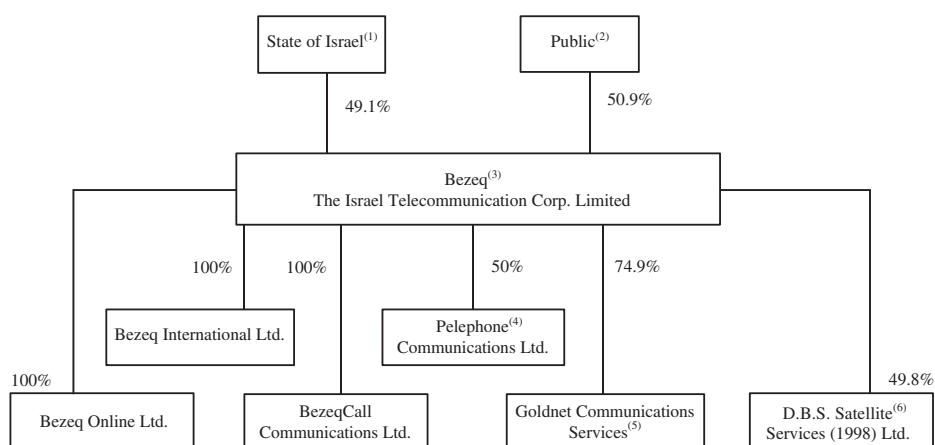 State of Israel(1)
Public(2)
49.1%
50.9%
Bezeq(3)
The Israel Telecommunication Corp. Limited
100%
100%
50%
74.9%
Bezeq International Ltd.
Pelephone(4)
Communications Ltd.
100%
49.8%
Bezeq Online Ltd.
BezeqCall
Communications Ltd.
Goldnet Communications
Services(5)
D.B.S. Satellite(6)
Services (1998) Ltd.